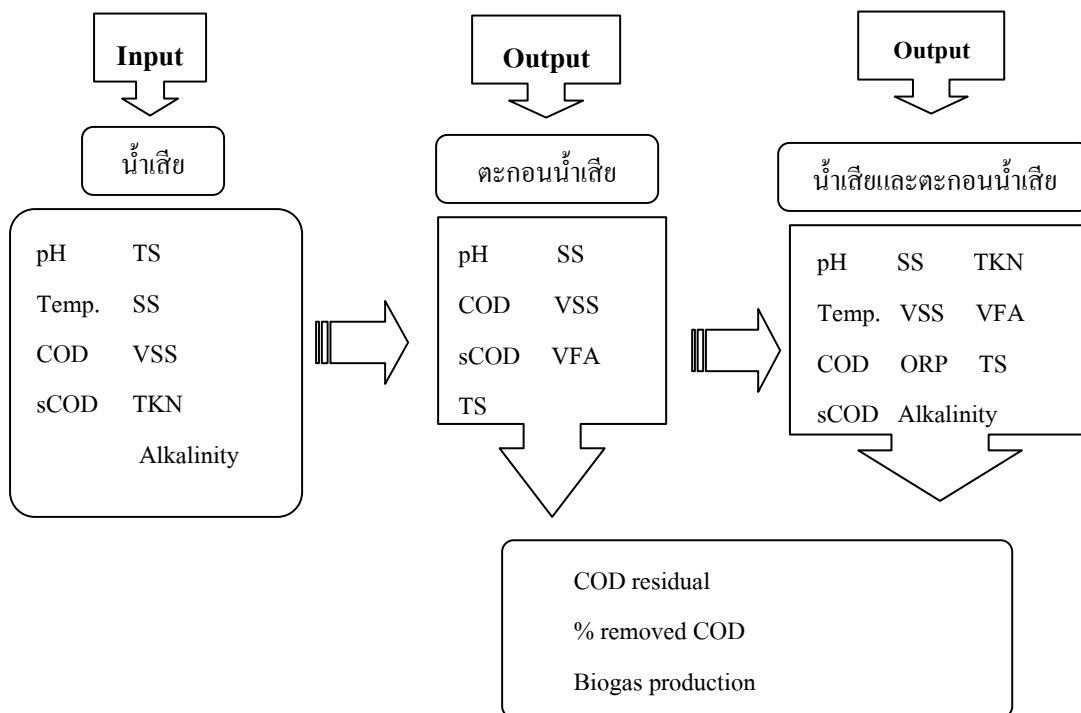 Input
น้ำเสีย
pH TS
Temp. SS
COD VSS
sCOD TKN
Alkalinity
Output
ตะกอนน้ำเสีย
pH SS
COD VSS
sCOD VFA
TS
Output
น้ำเสียและตะกอนน้ำเสีย
pH SS TKN
Temp. VSS VFA
COD ORP TS
sCOD Alkalinity
COD residual
% removed COD
Biogas production